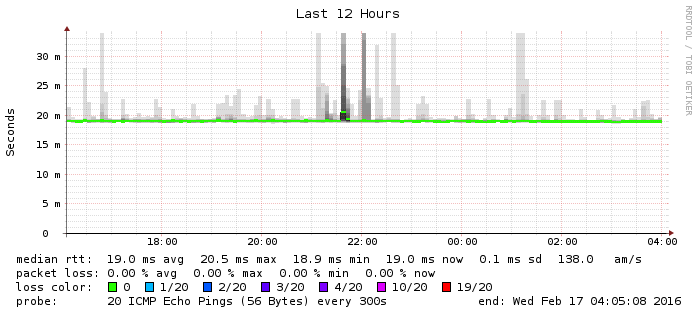 Last 12 Hours
RRDTOOL / TOBI OETIKER
Seconds
30 m
25 m
20 m
15 m
10 m
5 m
0
18:00 20:00 22:00 00:00 02:00 04:00
median rtt: 19.0 ms avg 20.5 ms max 18.9 ms min 19.0 ms now 0.1 ms sd 138.0 am/s
packet loss: 0.00 % avg 0.00 % max 0.00 % min 0.00 % now
loss color: 0 1/20 2/20 3/20 4/20 10/20 19/20
probe: 20 ICMP Echo Pings (56 Bytes) every 300s end: Wed Feb 17 04:05:08 2016